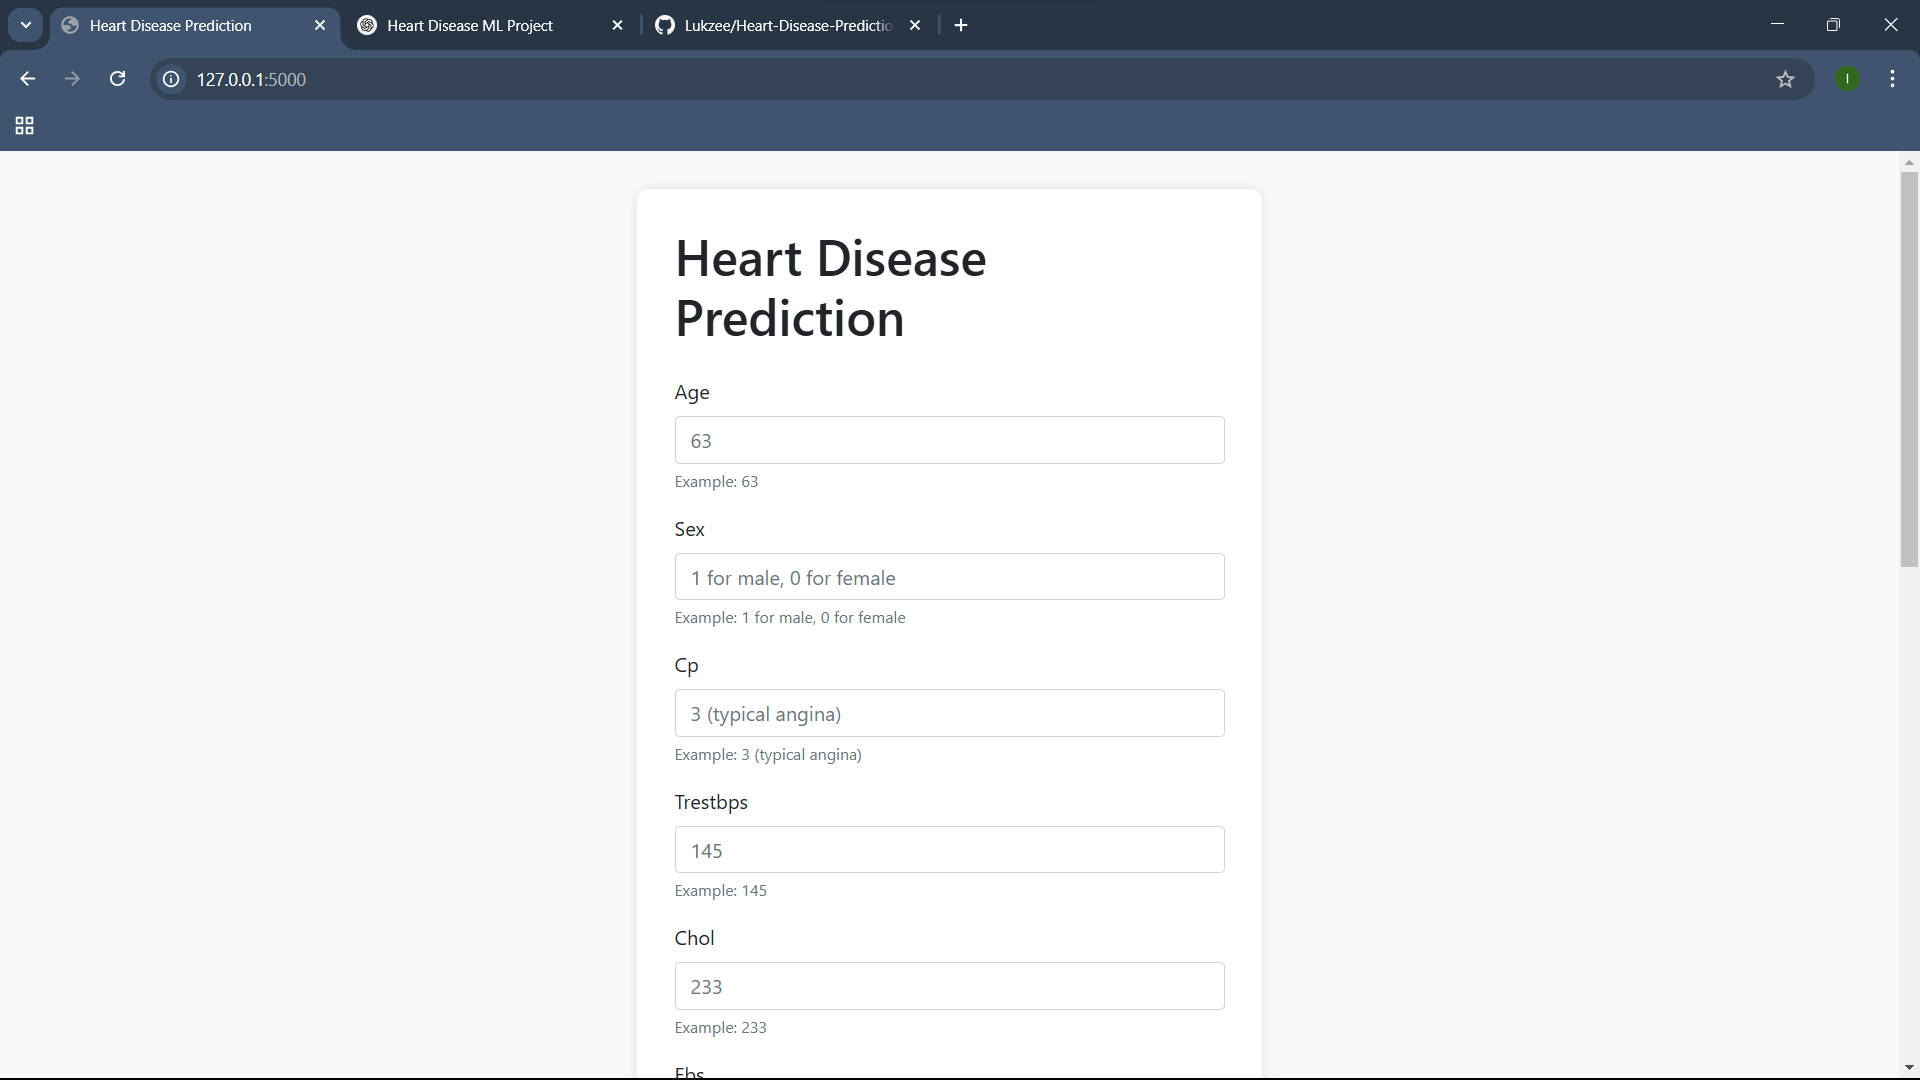 Heart Disease Prediction
Heart Disease ML Project
Lukzee/Heart-Disease-Predictio
127.0.0.1:5000
I
Heart Disease
Prediction
Age
63
Example: 63
Sex
1 for male, 0 for female
Example: 1 for male, 0 for female
Cp
3 (typical angina)
Example: 3 (typical angina)
Trestbps
145
Example: 145
Chol
233
Example: 233
Fbs